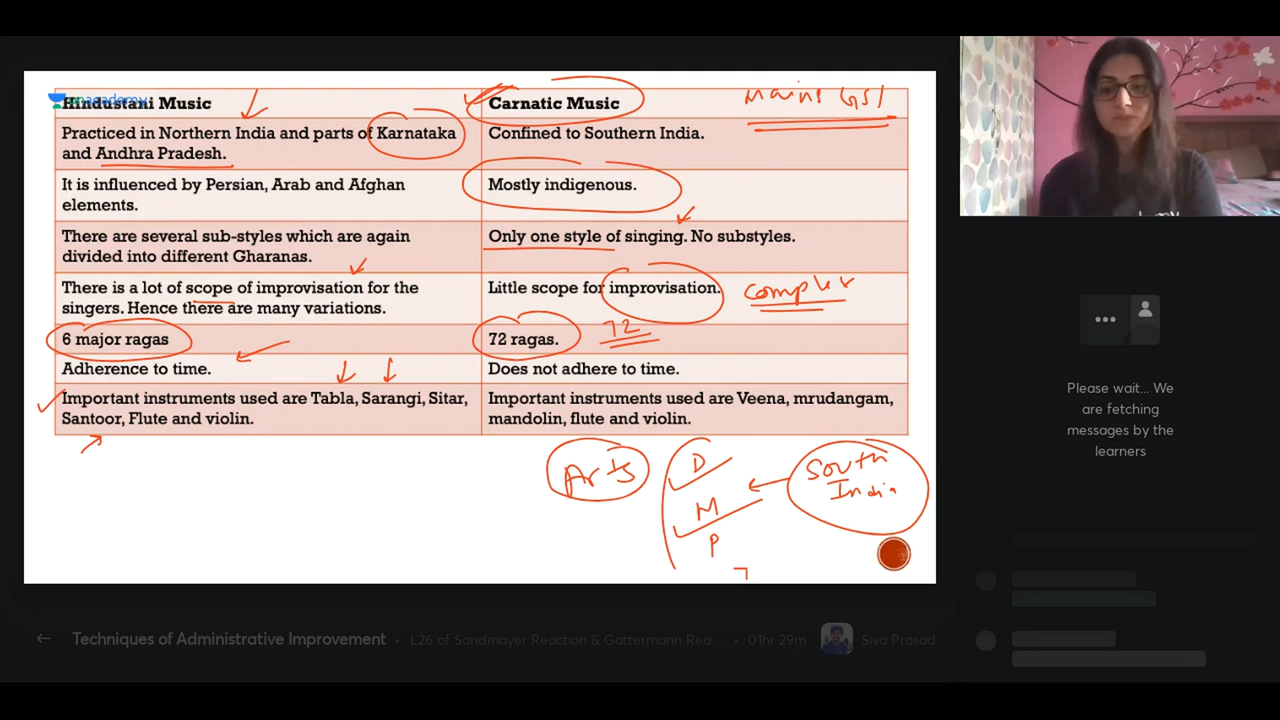 Hindustani Music
Carnatic Music
Mains GS1
Practiced in Northern India and parts of Karnataka
and Andhra Pradesh.
Confined to Southern India.
It is influenced by Persian, Arab and Afghan
elements.
Mostly indigenous.
There are several sub-styles which are again
divided into different Gharanas.
Only one style of singing. No substyles.
There is a lot of scope of improvisation for the
singers. Hence there are many variations.
Little scope for improvisation.
complex
6 major ragas
72 ragas.
72
Adherence to time.
Does not adhere to time.
Important instruments used are Tabla, Sarangi, Sitar,
Santoor, Flute and violin.
Important instruments used are Veena, mrudangam,
mandolin, flute and violin.
Arts
D
M
P
South
India
Please wait... We
are fetching
messages by the
learners
Techniques of Administrative Improvement • L26 of Sandmayer Reaction & Gattermann Rea... • 01hr 29m
Siva Prasad